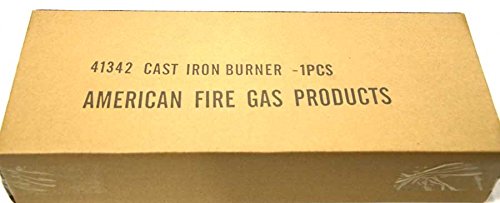 41342 CAST IRON BURNER -1PCS
AMERICAN FIRE GAS PRODUCTS